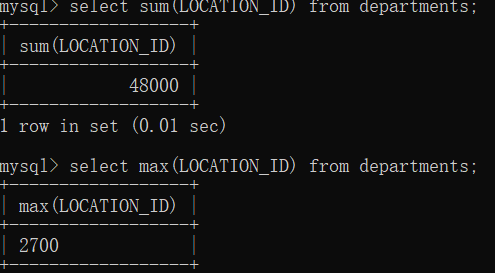 mysql> select sum(LOCATION_ID) from departments;
+------------------+
| sum(LOCATION_ID) |
+------------------+
|            48000 |
+------------------+
1 row in set (0.01 sec)
mysql> select max(LOCATION_ID) from departments;
+------------------+
| max(LOCATION_ID) |
+------------------+
| 2700             |
+------------------+